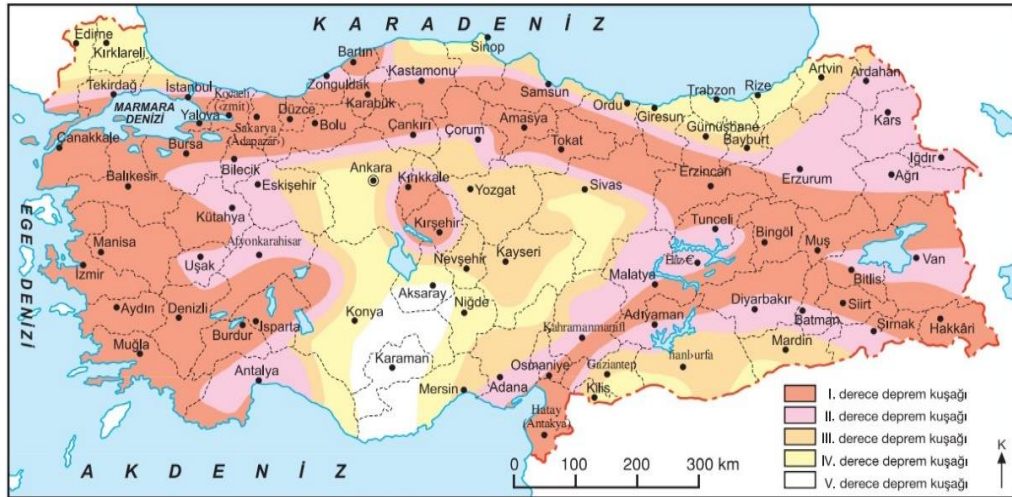 K A R A D E N İ Z
Edirne
Kırklareli
Tekirdağ
İstanbul
Kocaeli
(İzmit)
MARMARA
DENİZİ
Yalova
Sakarya
(Adapazar›)
Düzce
Bolu
Zonguldak
Bartın
Karabük
Kastamonu
Sinop
Samsun
Ordu
Giresun
Trabzon
Rize
Artvin
Ardahan
Kars
Iğdır
Ağrı
Gümüşhane
Bayburt
Erzurum
Erzincan
Çanakkale
Bursa
Bilecik
Balıkesir
Eskişehir
Kütahya
Ankara
Çankırı
Çorum
Amasya
Tokat
Kırıkkale
Yozgat
Sivas
Kırşehir
Tunceli
Bingöl
Muş
Van
Bitlis
Elaz›€
EGE DENİZİ
Manisa
İzmir
Uşak
Afyonkarahisar
Nevşehir
Kayseri
Malatya
Aydın
Denizli
Burdur
Isparta
Konya
Aksaray
Niğde
Kahramanmarafl
Adıyaman
Diyarbakır
Batman
Siirt
Şırnak
Hakkâri
Mardin
Muğla
Antalya
Karaman
Mersin
Adana
Osmaniye
Gaziantep
Kilis
Hatay
(Antakya)
A K D E N İ Z
0 100 200 300 km
I. derece deprem kuşağı
II. derece deprem kuşağı
III. derece deprem kuşağı
IV. derece deprem kuşağı
V. derece deprem kuşağı
K